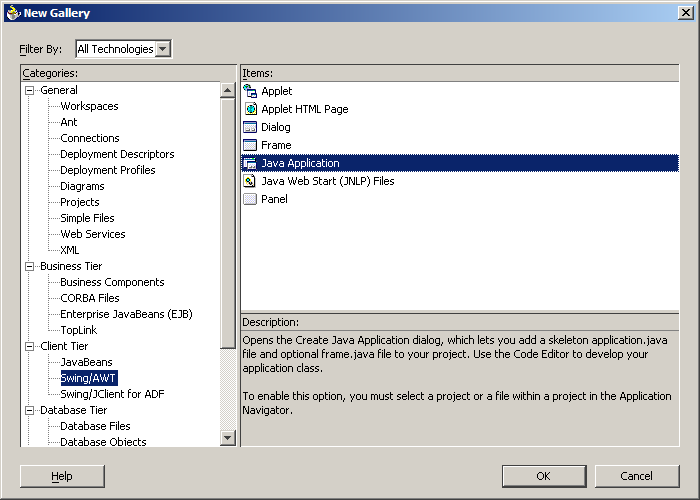 New Gallery
Filter By: All Technologies
Categories:
General
Workspaces
Ant
Connections
Deployment Descriptors
Deployment Profiles
Diagrams
Projects
Simple Files
Web Services
XML
Business Tier
Business Components
CORBA Files
Enterprise JavaBeans (EJB)
TopLink
Client Tier
JavaBeans
Swing/AWT
Swing/JClient for ADF
Database Tier
Database Files
Database Objects
Items:
Applet
Applet HTML Page
Dialog
Frame
Java Application
Java Web Start (JNLP) Files
Panel
Description:
Opens the Create Java Application dialog, which lets you add a skeleton application.java
file and optional frame.java file to your project. Use the Code Editor to develop your
application class.
To enable this option, you must select a project or a file within a project in the Application
Navigator.
Help
OK
Cancel